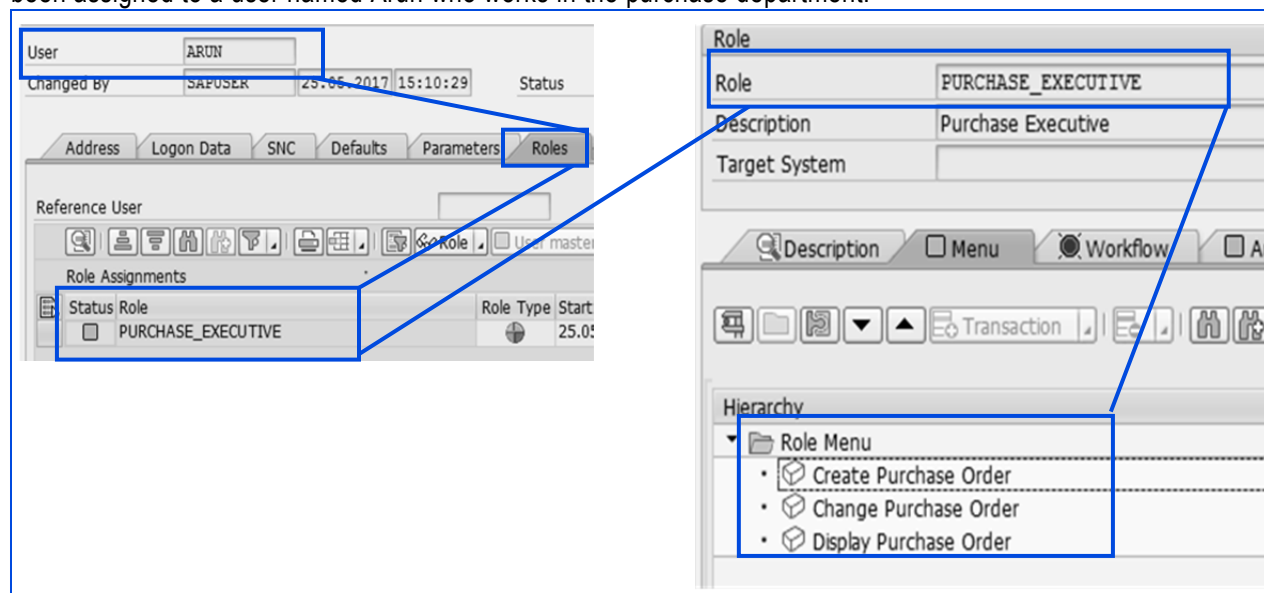 been assigned to a user named Arun who works in the purchase department.
User ARUN
Changed By SAPUSER 25.05.2017 15:10:29 Status
Address Logon Data SNC Defaults Parameters Roles
Reference User
Role User master
Role Assignments
Status Role Role Type Start
PURCHASE_EXECUTIVE 25.05
Role
Role PURCHASE_EXECUTIVE
Description Purchase Executive
Target System
Description Menu Workflow A
Transaction
Hierarchy
Role Menu
Create Purchase Order
Change Purchase Order
Display Purchase Order